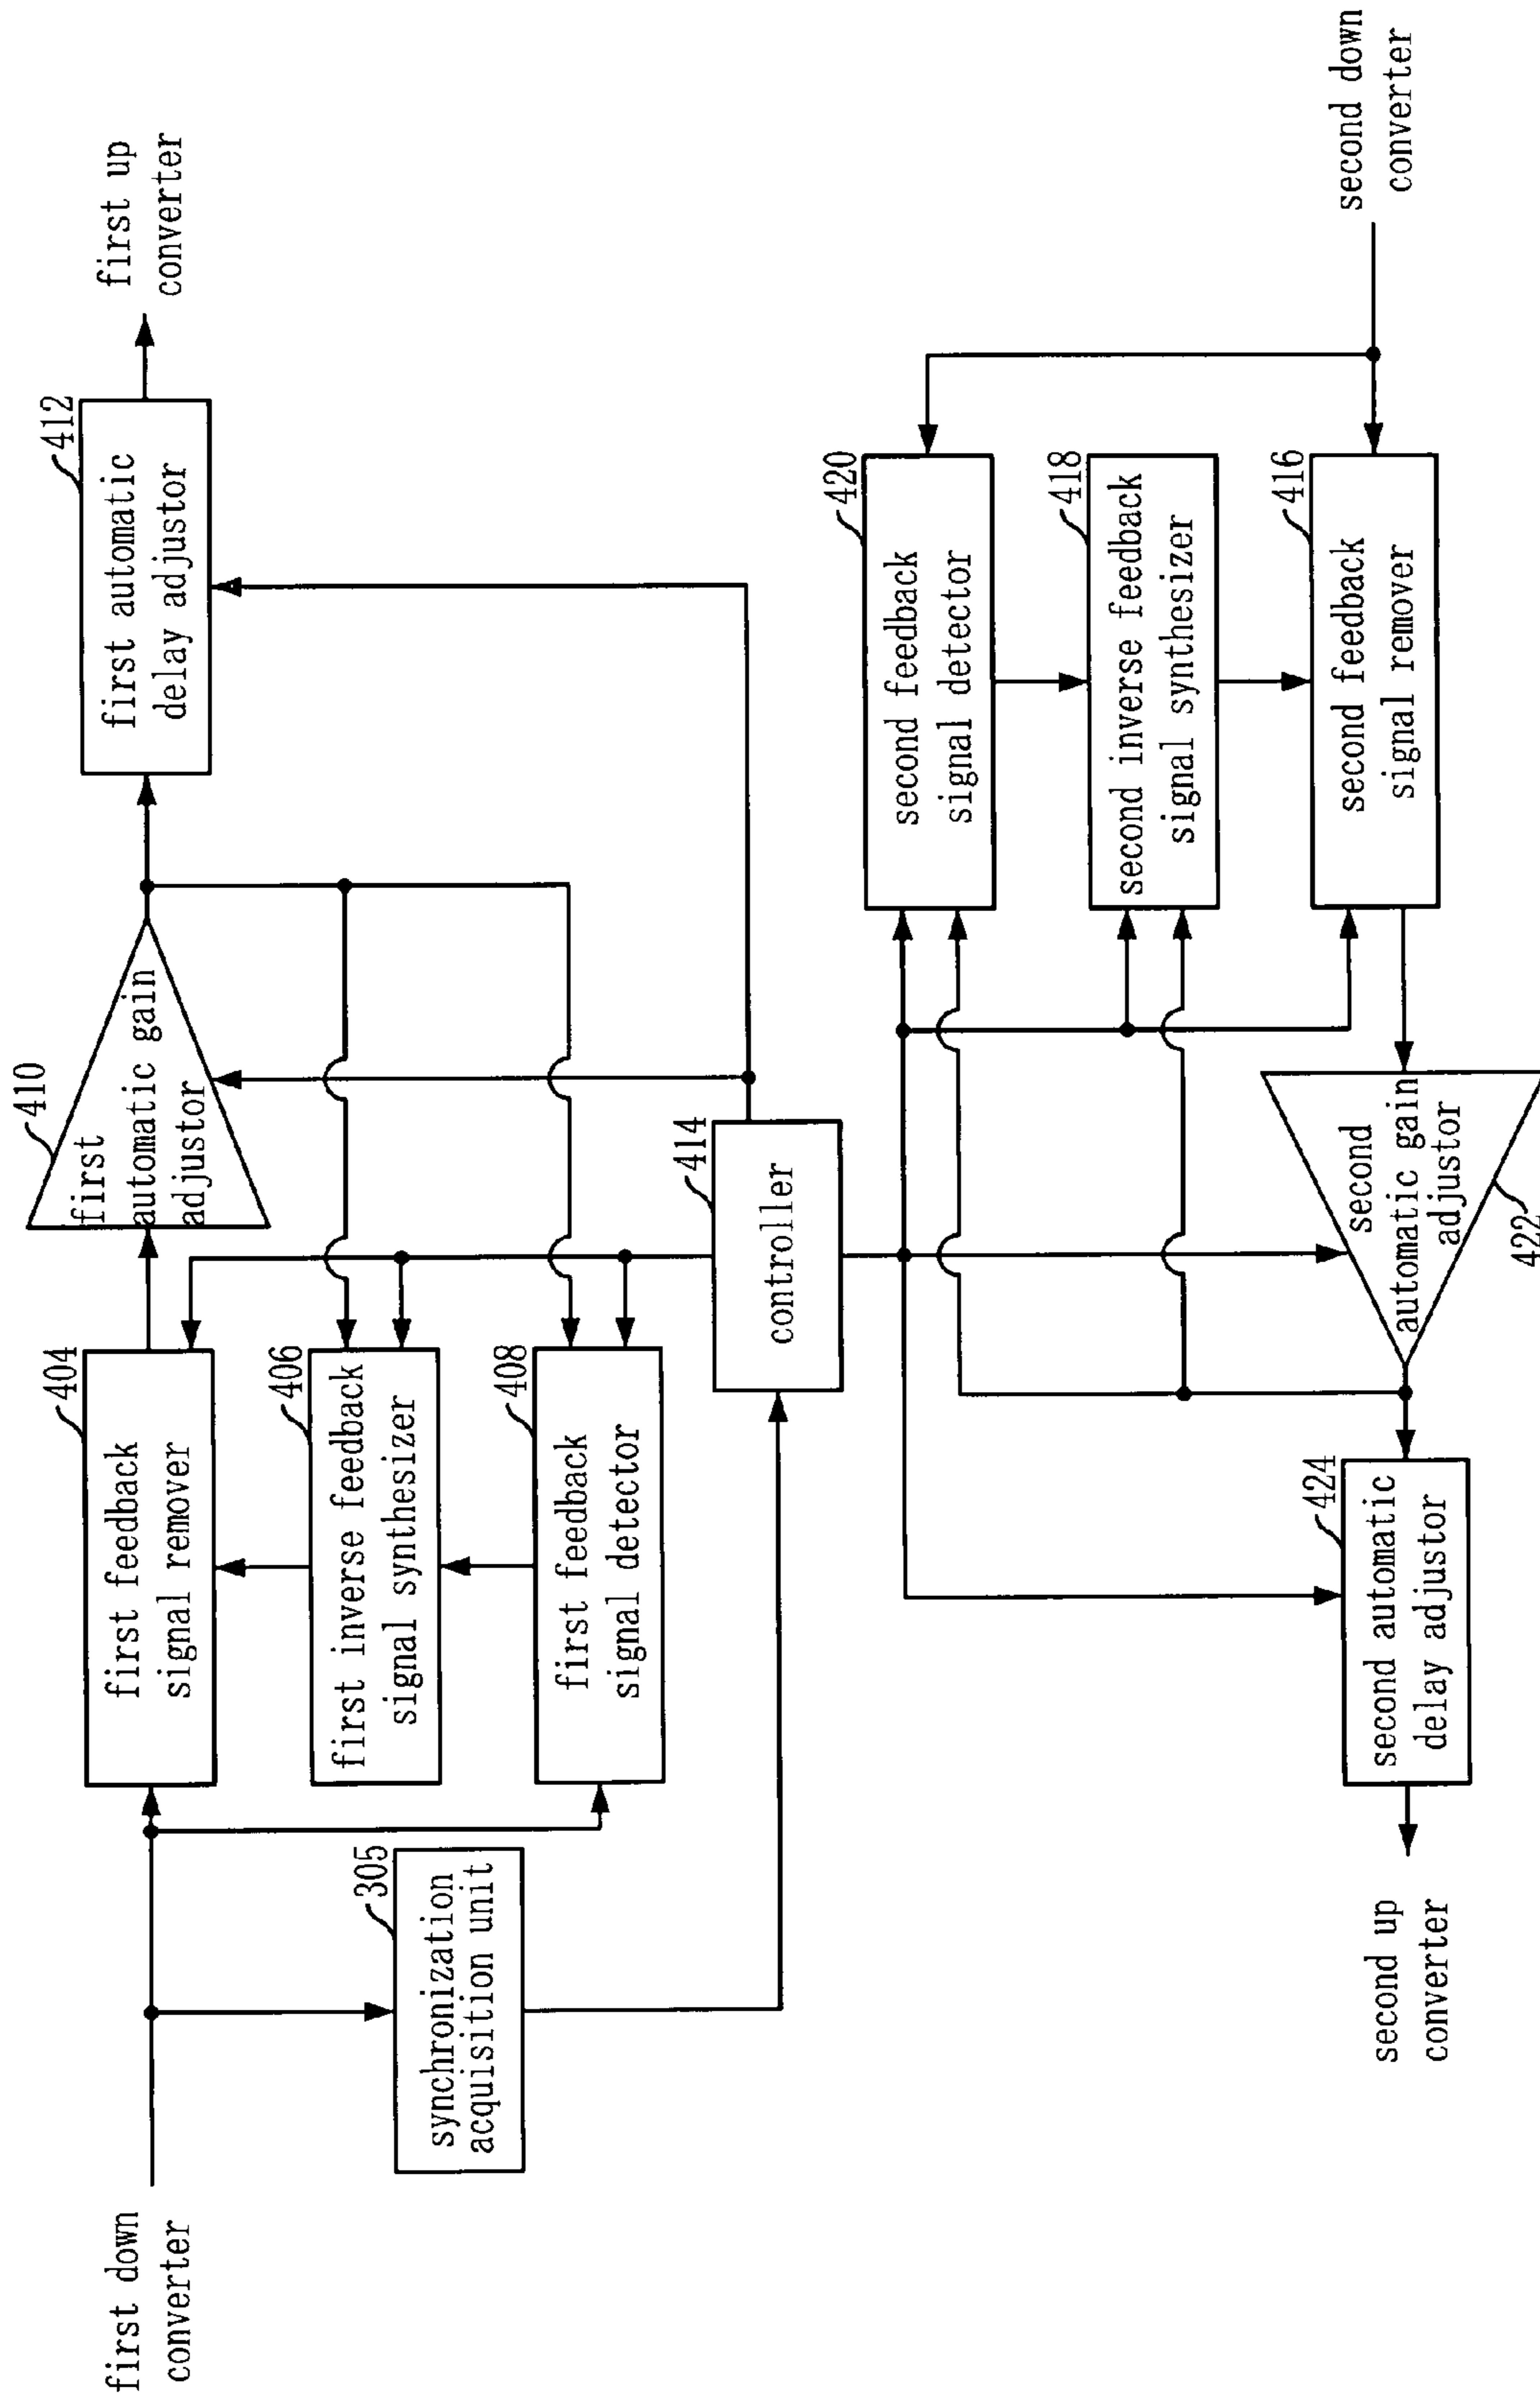 first down
converter
305
synchronization
acquisition unit
404
first feedback
signal remover
406
first inverse feedback
signal synthesizer
408
first feedback
signal detector
410
first
automatic gain
adjustor
412
first automatic
delay adjustor
first up
converter
414
controller
420
second feedback
signal detector
418
second inverse feedback
signal synthesizer
416
second feedback
signal remover
second down
converter
second
automatic gain
adjustor
422
424
second automatic
delay adjustor
second up
converter